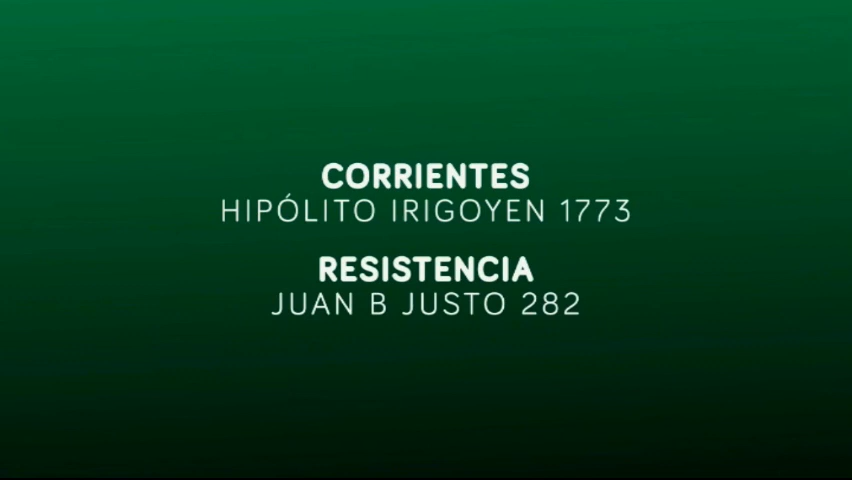 CORRIENTES
HIPÓLITO IRIGOYEN 1773
RESISTENCIA
JUAN B JUSTO 282